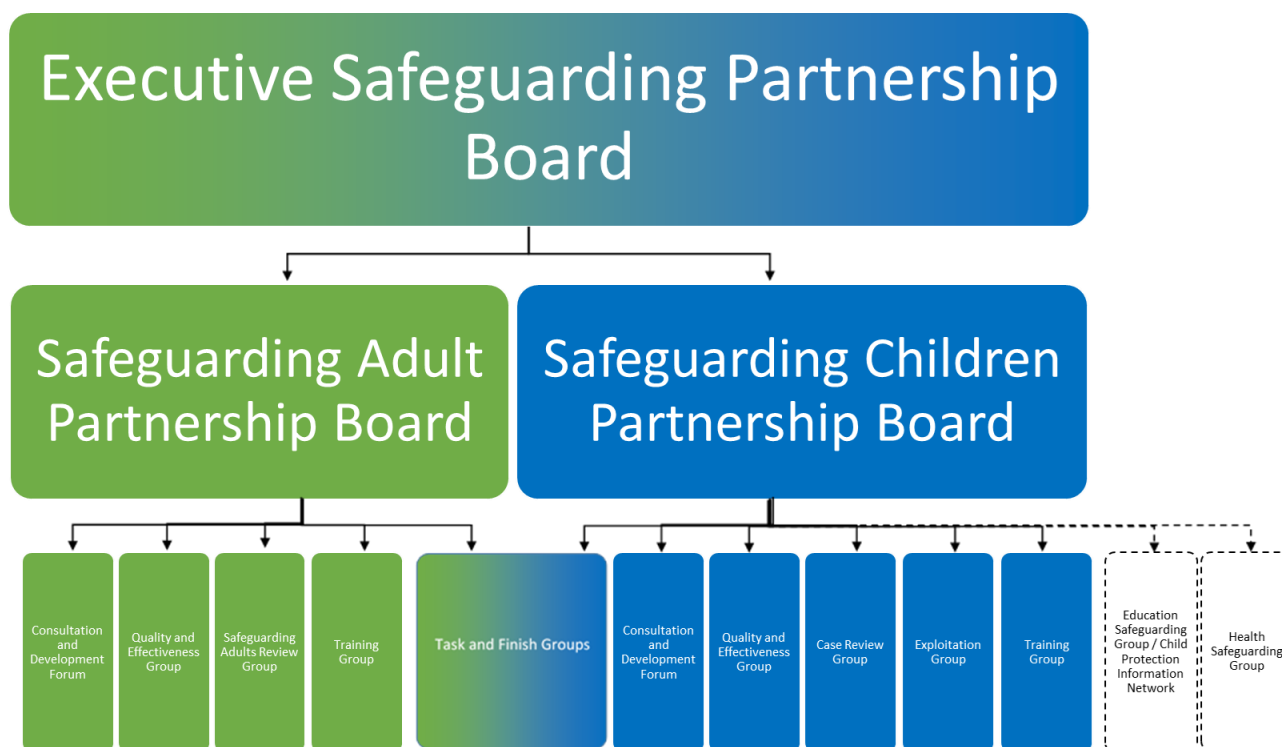 Executive Safeguarding Partnership
Board
Safeguarding Adult
Partnership Board
Safeguarding Children
Partnership Board
Consultation
and
Development
Forum
Quality and
Effectiveness
Group
Safeguarding
Adults Review
Group
Training
Group
Task and Finish Groups
Consultation
and
Development
Forum
Quality and
Effectiveness
Group
Case Review
Group
Exploitation
Group
Training
Group
Education
Safeguarding
Group / Child
Protection
Information
Network
Health
Safeguarding
Group